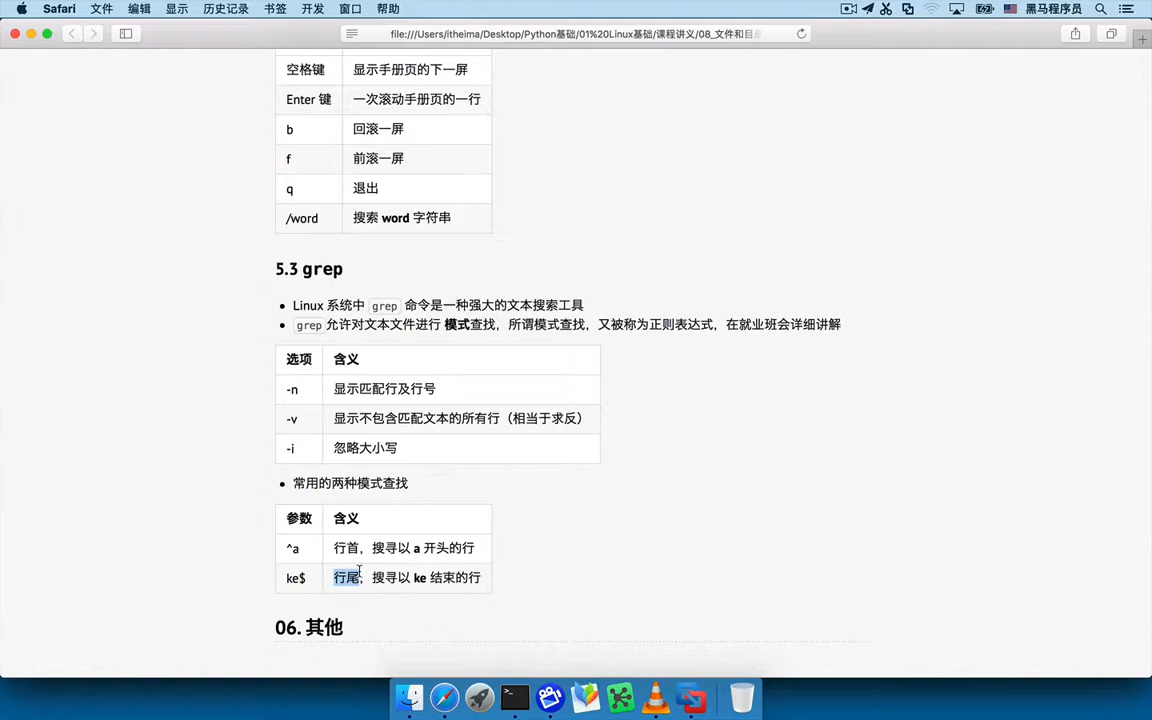 Safari 文件 编辑 显示 历史记录 书签 开发 窗口 帮助 黑马程序员
file:///Users/itheima/Desktop/Python基础/01%20Linux基础/课程讲义/08_文件和目
空格键 显示手册页的下一屏
Enter 键 一次滚动手册页的一行
b 回滚一屏
f 前滚一屏
q 退出
/word 搜索 word 字符串
5.3 grep
• Linux 系统中 grep 命令是一种强大的文本搜索工具
• grep 允许对文本文件进行 模式查找，所谓模式查找，又被称为正则表达式，在就业班会详细讲解
选项 含义
-n 显示匹配行及行号
-v 显示不包含匹配文本的所有行（相当于求反）
-i 忽略大小写
• 常用的两种模式查找
参数 含义
^a 行首，搜寻以 a 开头的行
ke$ 行尾，搜寻以 ke 结束的行
06. 其他